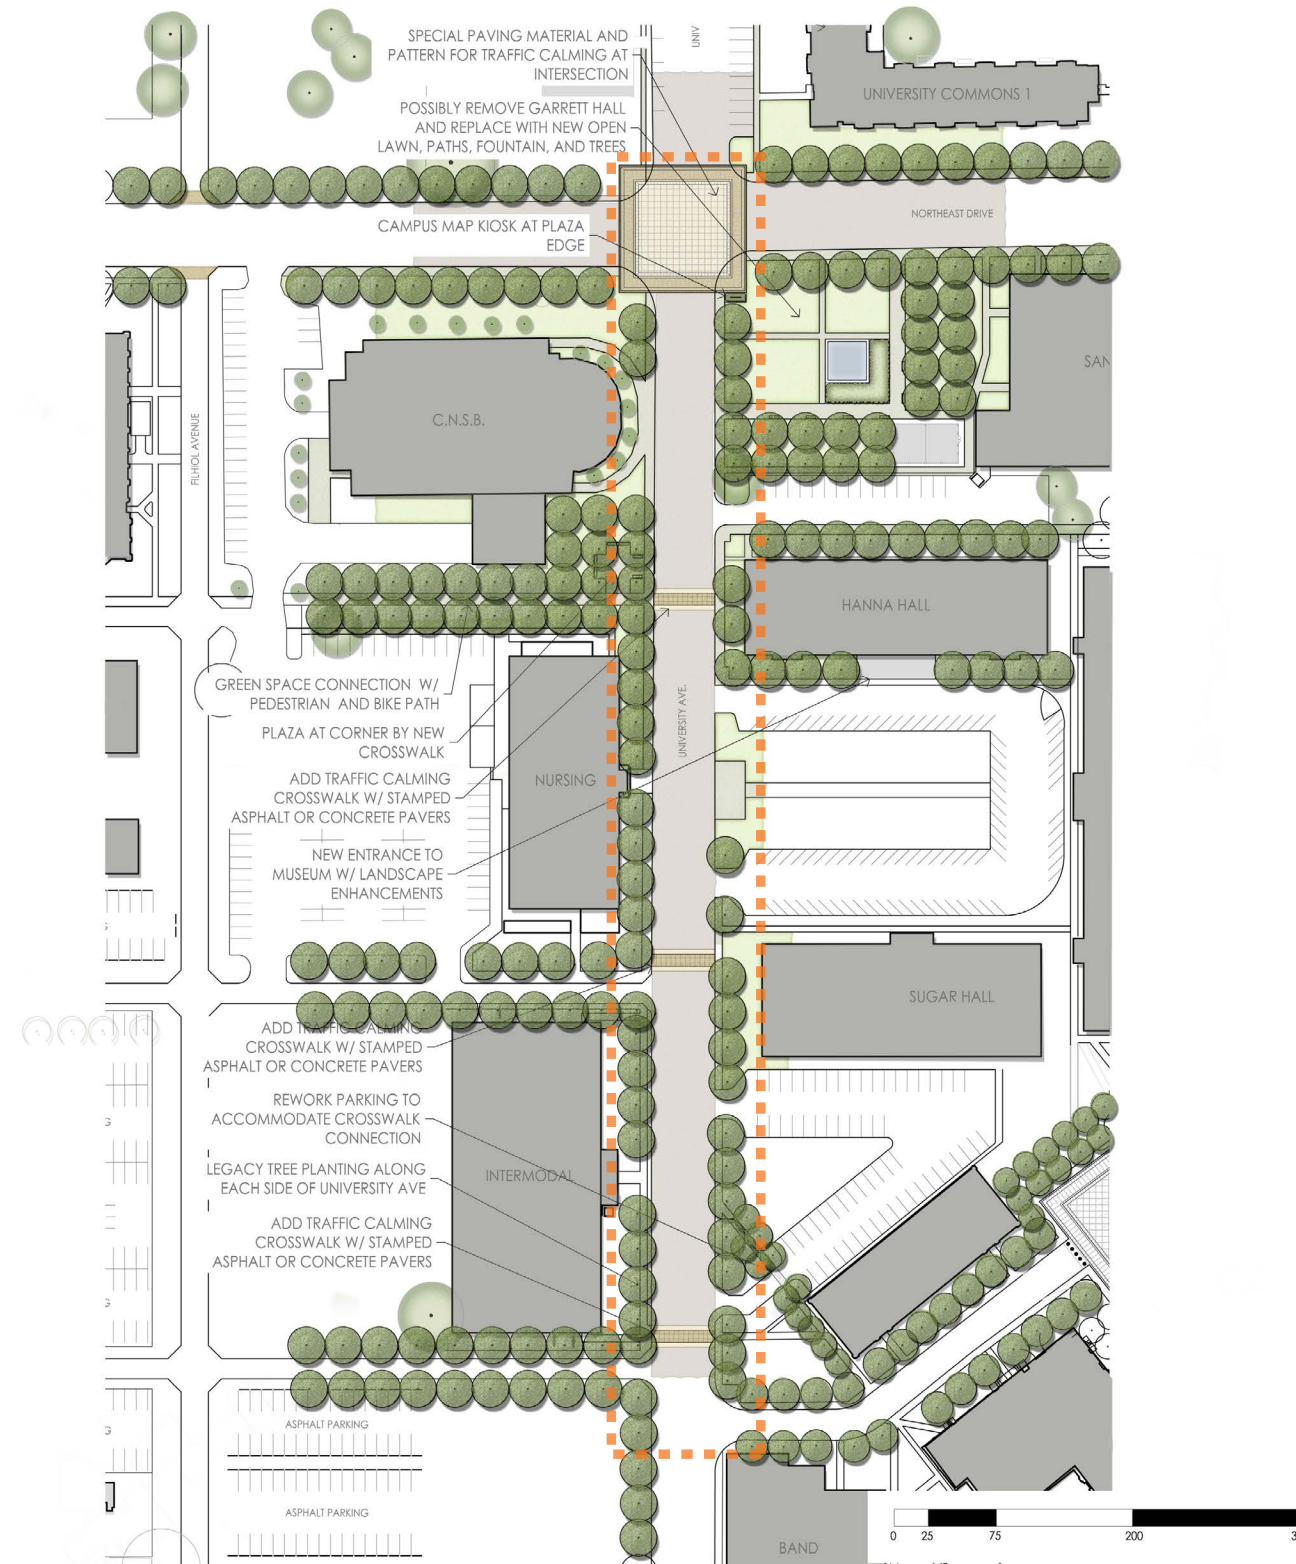 SPECIAL PAVING MATERIAL AND
PATTERN FOR TRAFFIC CALMING AT
INTERSECTION
UNIV
UNIVERSITY COMMONS 1
POSSIBLY REMOVE GARRETT HALL
AND REPLACE WITH NEW OPEN
LAWN, PATHS, FOUNTAIN, AND TREES
NORTHEAST DRIVE
CAMPUS MAP KIOSK AT PLAZA
EDGE
SAN
C.N.S.B.
FILHIOL AVENUE
HANNA HALL
GREEN SPACE CONNECTION W/
PEDESTRIAN AND BIKE PATH
UNIVERSITY AVE.
PLAZA AT CORNER BY NEW
CROSSWALK
NURSING
ADD TRAFFIC CALMING
CROSSWALK W/ STAMPED
ASPHALT OR CONCRETE PAVERS
NEW ENTRANCE TO
MUSEUM W/ LANDSCAPE
ENHANCEMENTS
SUGAR HALL
ADD TRAFFIC CALMING
CROSSWALK W/ STAMPED
ASPHALT OR CONCRETE PAVERS
REWORK PARKING TO
ACCOMMODATE CROSSWALK
CONNECTION
INTERMODAL
LEGACY TREE PLANTING ALONG
EACH SIDE OF UNIVERSITY AVE
ADD TRAFFIC CALMING
CROSSWALK W/ STAMPED
ASPHALT OR CONCRETE PAVERS
ASPHALT PARKING
ASPHALT PARKING
BAND
0 25 75 200 3